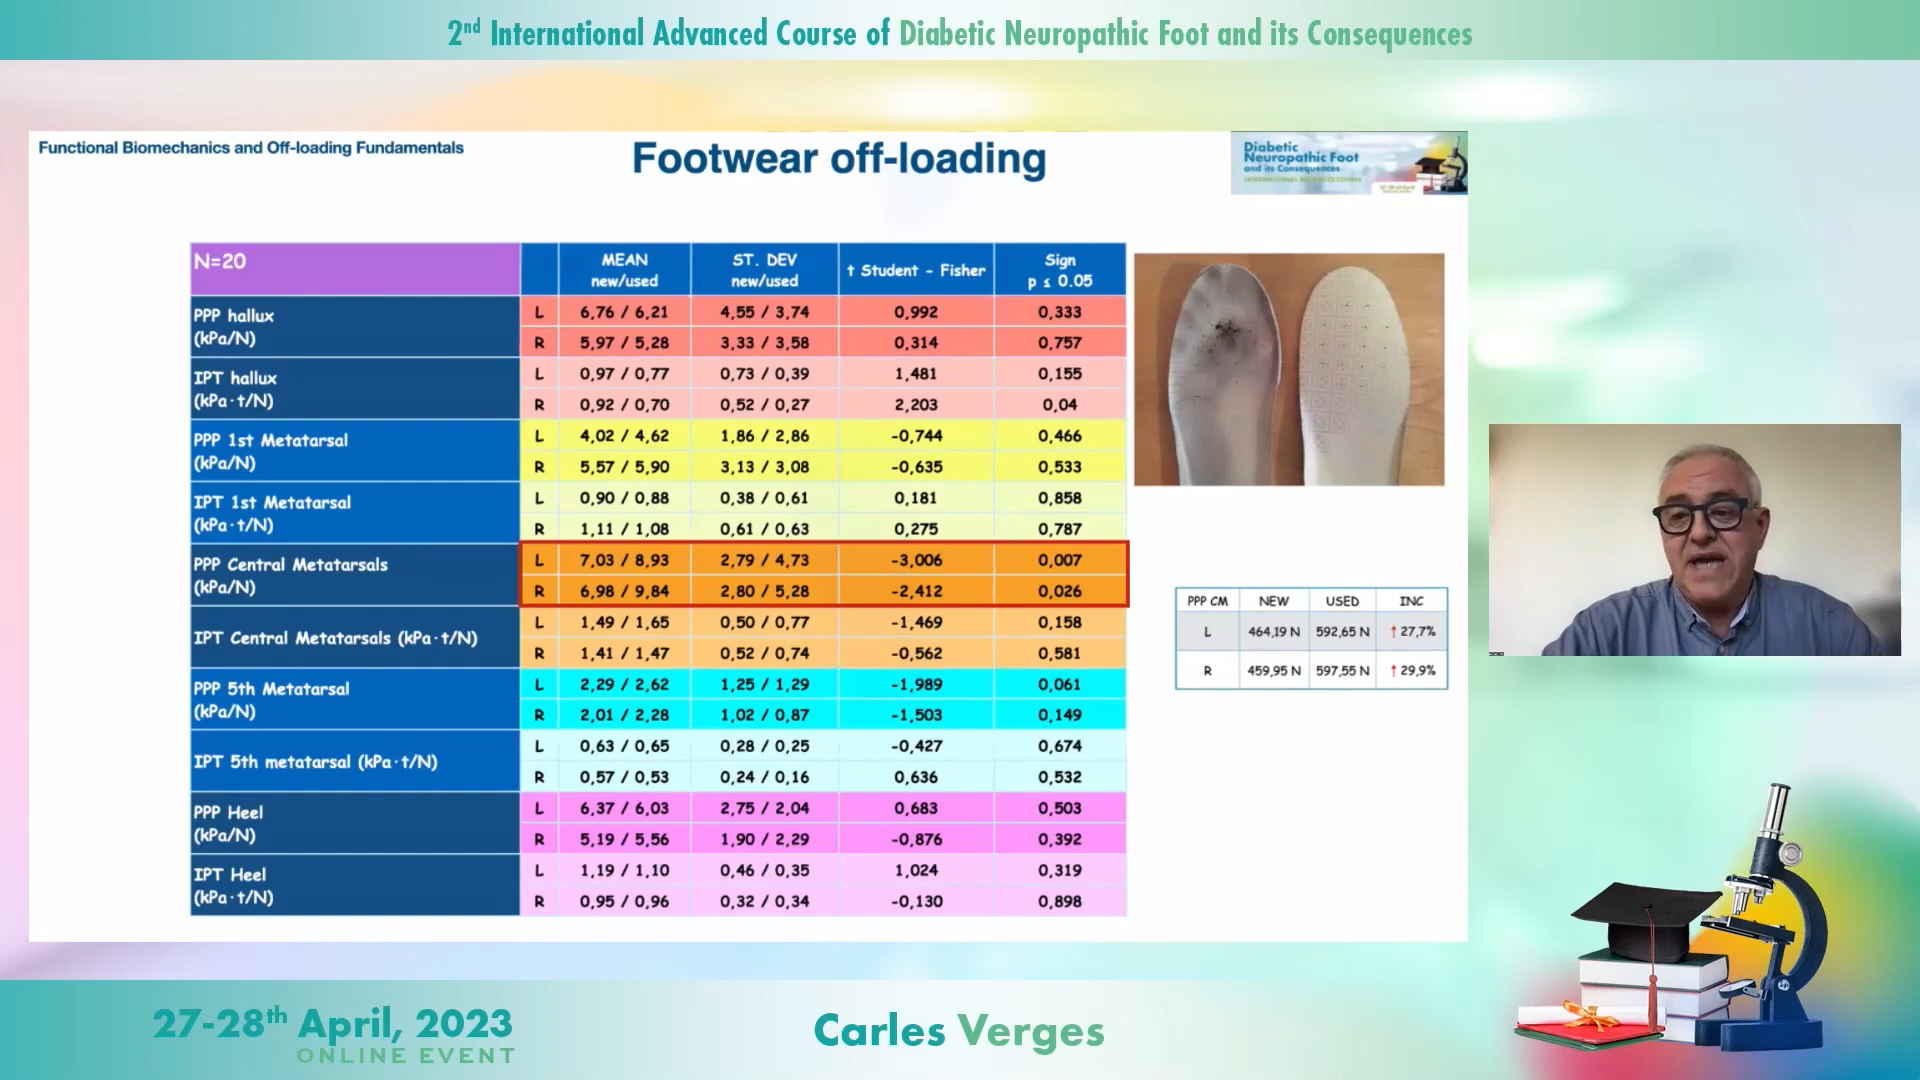 2nd International Advanced Course of Diabetic Neuropathic Foot and its Consequences
Functional Biomechanics and Off-loading Fundamentals
Footwear off-loading
Diabetic
Neuropathic Foot
and its Consequences
INTERNATIONAL ADVANCED COURSE
N=20
MEAN new/used
ST. DEV new/used
t Student - Fisher
Sign p ≤ 0.05
PPP hallux (kPa/N)
L 6,76 / 6,21 4,55 / 3,74 0,992 0,333
R 5,97 / 5,28 3,33 / 3,58 0,314 0,757
IPT hallux (kPa·t/N)
L 0,97 / 0,77 0,73 / 0,39 1,481 0,155
R 0,92 / 0,70 0,52 / 0,27 2,203 0,04
PPP 1st Metatarsal (kPa/N)
L 4,02 / 4,62 1,86 / 2,86 -0,744 0,466
R 5,57 / 5,90 3,13 / 3,08 -0,635 0,533
IPT 1st Metatarsal (kPa·t/N)
L 0,90 / 0,88 0,38 / 0,61 0,181 0,858
R 1,11 / 1,08 0,61 / 0,63 0,275 0,787
PPP Central Metatarsals (kPa/N)
L 7,03 / 8,93 2,79 / 4,73 -3,006 0,007
R 6,98 / 9,84 2,80 / 5,28 -2,412 0,026
IPT Central Metatarsals (kPa·t/N)
L 1,49 / 1,65 0,50 / 0,77 -1,469 0,158
R 1,41 / 1,47 0,52 / 0,74 -0,562 0,581
PPP 5th Metatarsal (kPa/N)
L 2,29 / 2,62 1,25 / 1,29 -1,989 0,061
R 2,01 / 2,28 1,02 / 0,87 -1,503 0,149
IPT 5th metatarsal (kPa·t/N)
L 0,63 / 0,65 0,28 / 0,25 -0,427 0,674
R 0,57 / 0,53 0,24 / 0,16 0,636 0,532
PPP Heel (kPa/N)
L 6,37 / 6,03 2,75 / 2,04 0,683 0,503
R 5,19 / 5,56 1,90 / 2,29 -0,876 0,392
IPT Heel (kPa·t/N)
L 1,19 / 1,10 0,46 / 0,35 1,024 0,319
R 0,95 / 0,96 0,32 / 0,34 -0,130 0,898
PPP CM NEW USED INC
L 464,19 N 592,65 N ↑ 27,7%
R 459,95 N 597,55 N ↑ 29,9%
27-28th April, 2023
ONLINE EVENT
Carles Verges